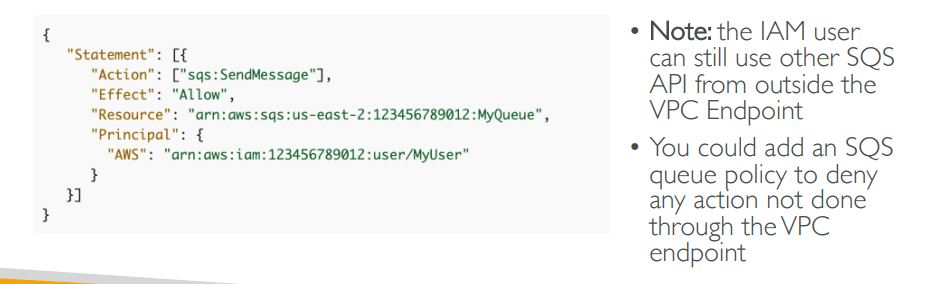 {
"Statement": [{
"Action": ["sqs:SendMessage"],
"Effect": "Allow",
"Resource": "arn:aws:sqs:us-east-2:123456789012:MyQueue",
"Principal": {
"AWS": "arn:aws:iam:123456789012:user/MyUser"
}
}]
}
• Note: the IAM user
can still use other SQS
API from outside the
VPC Endpoint
• You could add an SQS
queue policy to deny
any action not done
through the VPC
endpoint